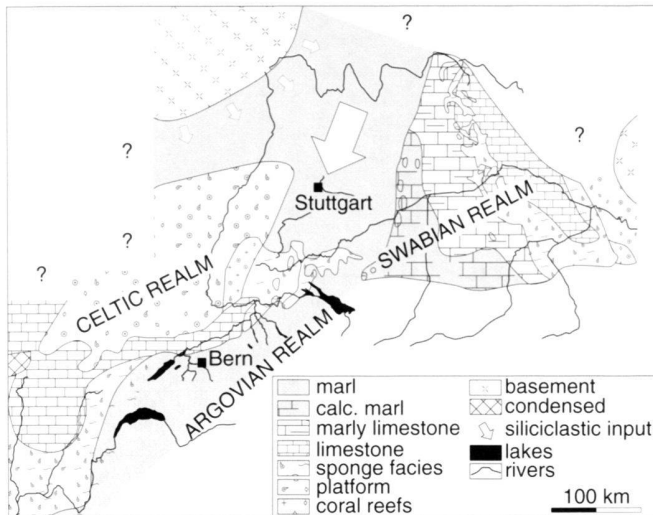 ?
?
?
Stuttgart
SWABIAN REALM
?
?
CELTIC REALM
Bern
ARGOVIAN REALM
marl
calc. marl
marly limestone
limestone
sponge facies
platform
coral reefs
basement
condensed
siliciclastic input
lakes
rivers
100 km